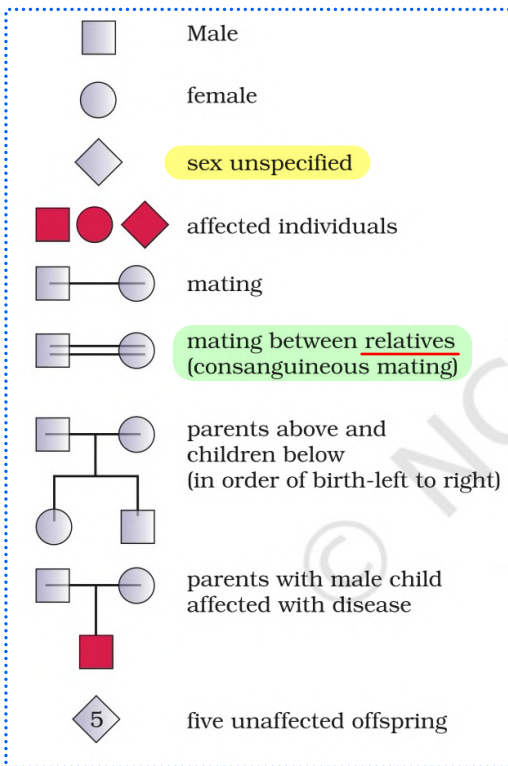 Male
female
sex unspecified
affected individuals
mating
mating between relatives
(consanguineous mating)
parents above and
children below
(in order of birth-left to right)
parents with male child
affected with disease
5
five unaffected offspring
© NC